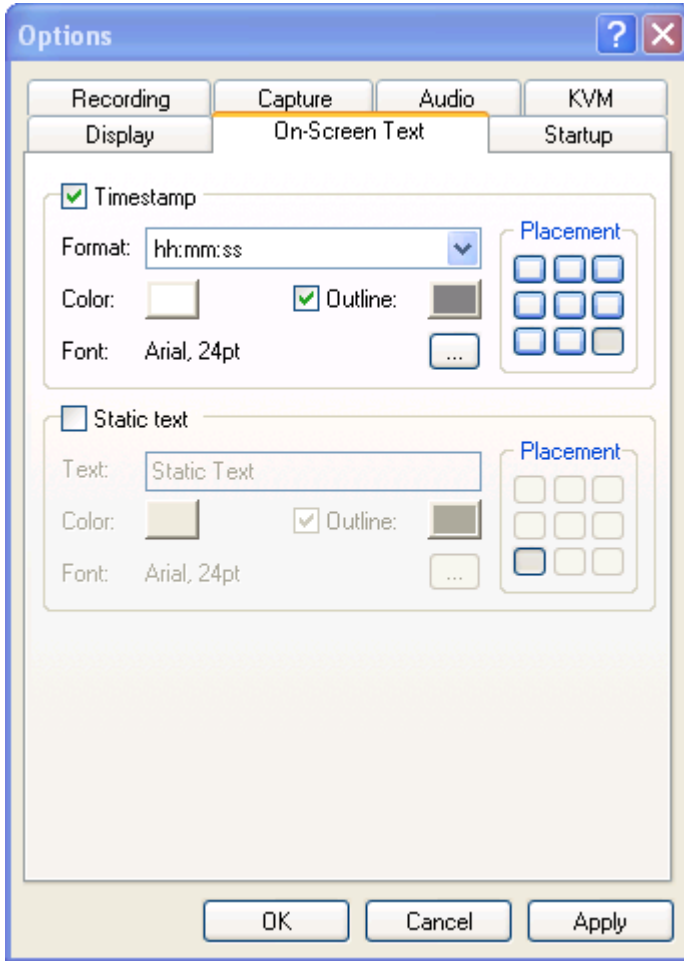 Options
Recording Capture Audio KVM
Display On-Screen Text Startup
Timestamp
Format: hh:mm:ss Placement
Color: Outline:
Font: Arial, 24pt ...
Static text
Text: Static Text Placement
Color: Outline:
Font: Arial, 24pt ...
OK Cancel Apply